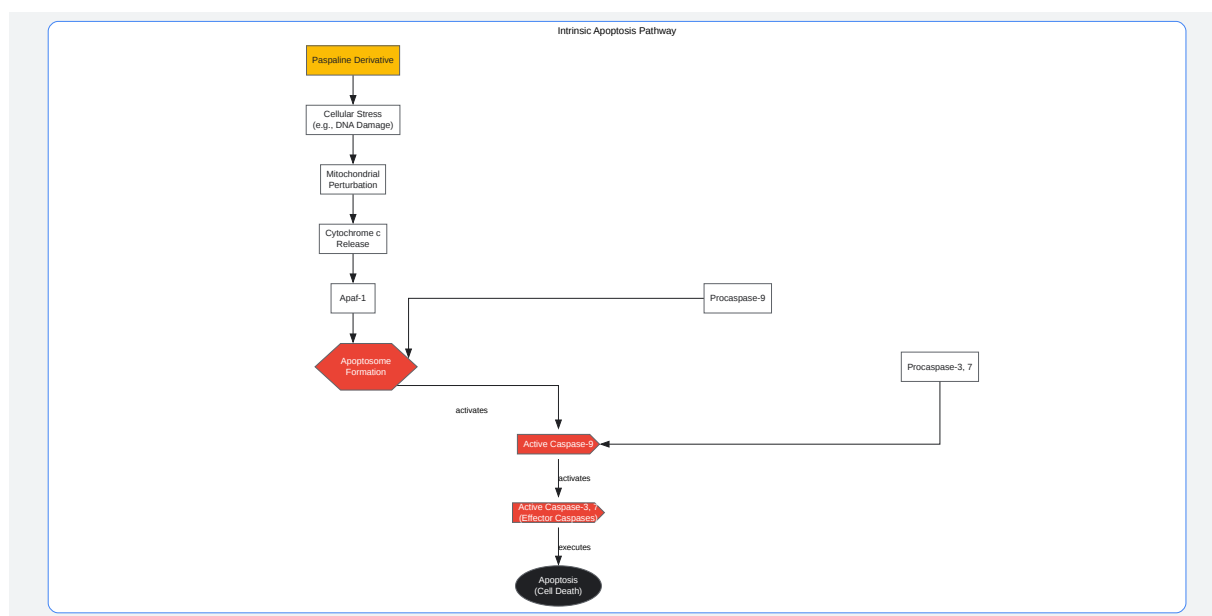 Intrinsic Apoptosis Pathway
Paspaline Derivative
Cellular Stress
(e.g., DNA Damage)
Mitochondrial
Perturbation
Cytochrome c
Release
Apaf-1
Procaspase-9
Apoptosome
Formation
Procaspase-3, 7
activates
Active Caspase-9
activates
Active Caspase-3, 7
(Effector Caspases)
executes
Apoptosis
(Cell Death)